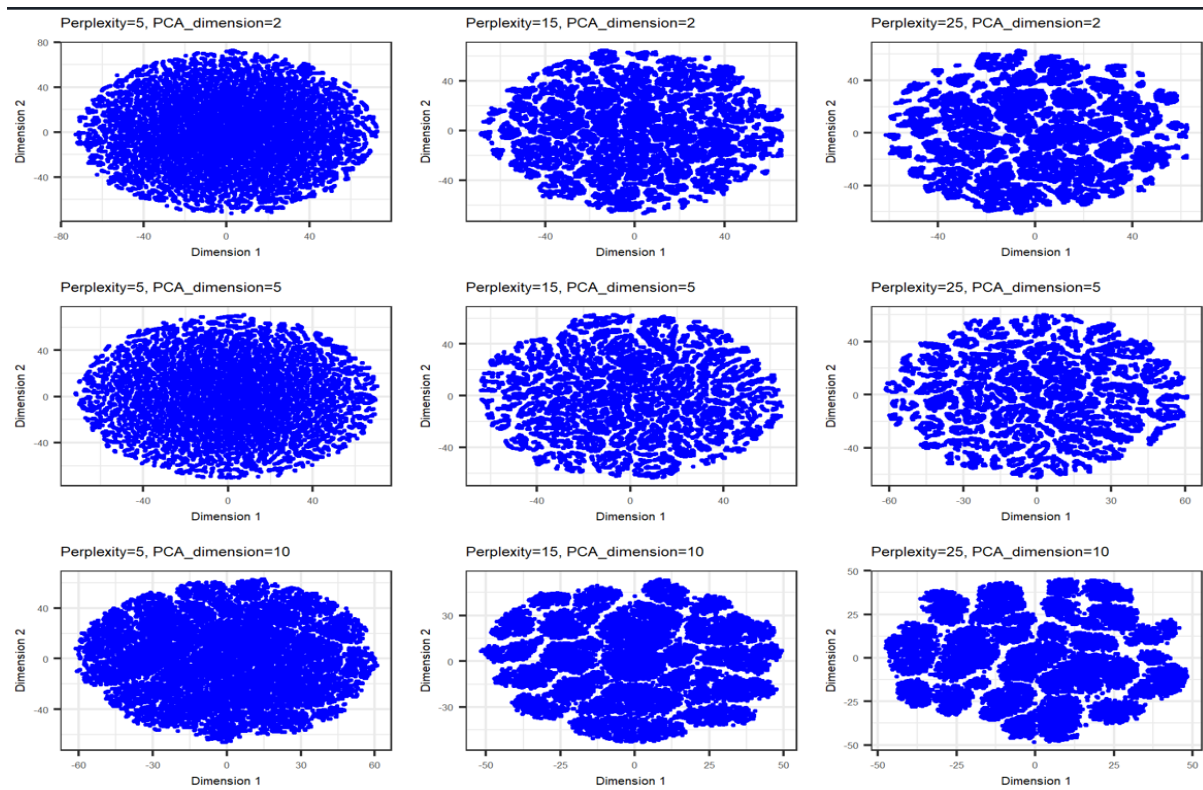 Perplexity=5, PCA_dimension=2
80
40
0
-40
-80
Dimension 2
-80 -40 0 40
Dimension 1
Perplexity=15, PCA_dimension=2
40
0
-40
Dimension 2
-40 0 40
Dimension 1
Perplexity=25, PCA_dimension=2
40
0
-40
Dimension 2
-40 0 40
Dimension 1
Perplexity=5, PCA_dimension=5
40
0
-40
Dimension 2
-40 0 40
Dimension 1
Perplexity=15, PCA_dimension=5
40
0
-40
Dimension 2
-40 0 40
Dimension 1
Perplexity=25, PCA_dimension=5
40
0
-40
Dimension 2
-60 -30 0 30 60
Dimension 1
Perplexity=5, PCA_dimension=10
40
0
-40
Dimension 2
-60 -30 0 30 60
Dimension 1
Perplexity=15, PCA_dimension=10
30
0
-30
Dimension 2
-50 -25 0 25 50
Dimension 1
Perplexity=25, PCA_dimension=10
50
25
0
-25
-50
Dimension 2
-50 -25 0 25 50
Dimension 1